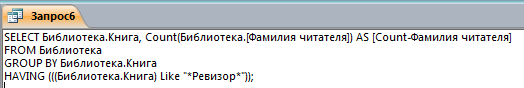 Запрос6
SELECT Библиотека.Книга, Count(Библиотека.[Фамилия читателя]) AS [Count-Фамилия читателя]
FROM Библиотека
GROUP BY Библиотека.Книга
HAVING (((Библиотека.Книга) Like "*Ревизор*"));